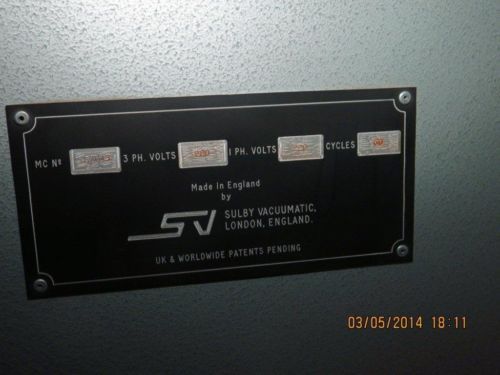 MC Nº 3 PH. VOLTS 1 PH. VOLTS CYCLES
Made in England
by
SV SULBY VACUUMATIC,
LONDON, ENGLAND.
UK & WORLDWIDE PATENTS PENDING
03/05/2014 18:11